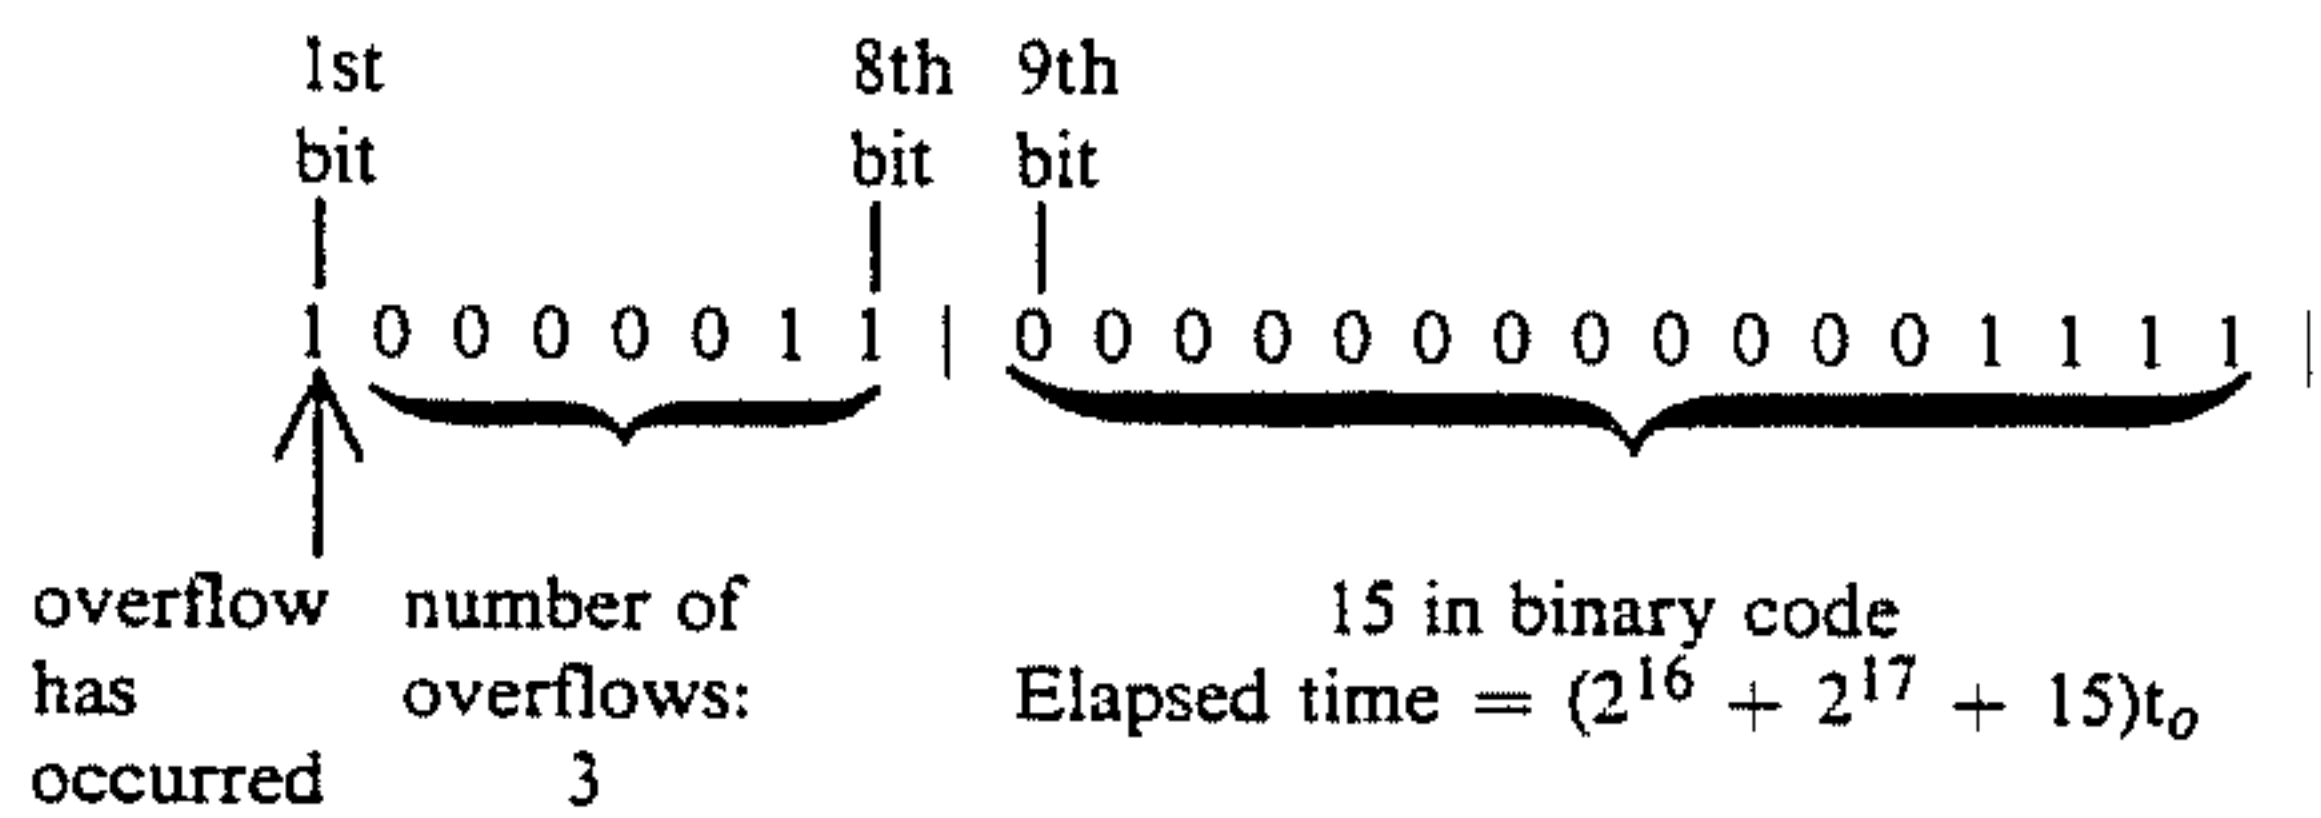 1st 8th 9th
bit bit bit
1 0 0 0 0 0 1 1 | 0 0 0 0 0 0 0 0 0 0 0 0 1 1 1 1 |
overflow number of 15 in binary code
has overflows: Elapsed time = (2^16 + 2^17 + 15)t_o
occurred 3